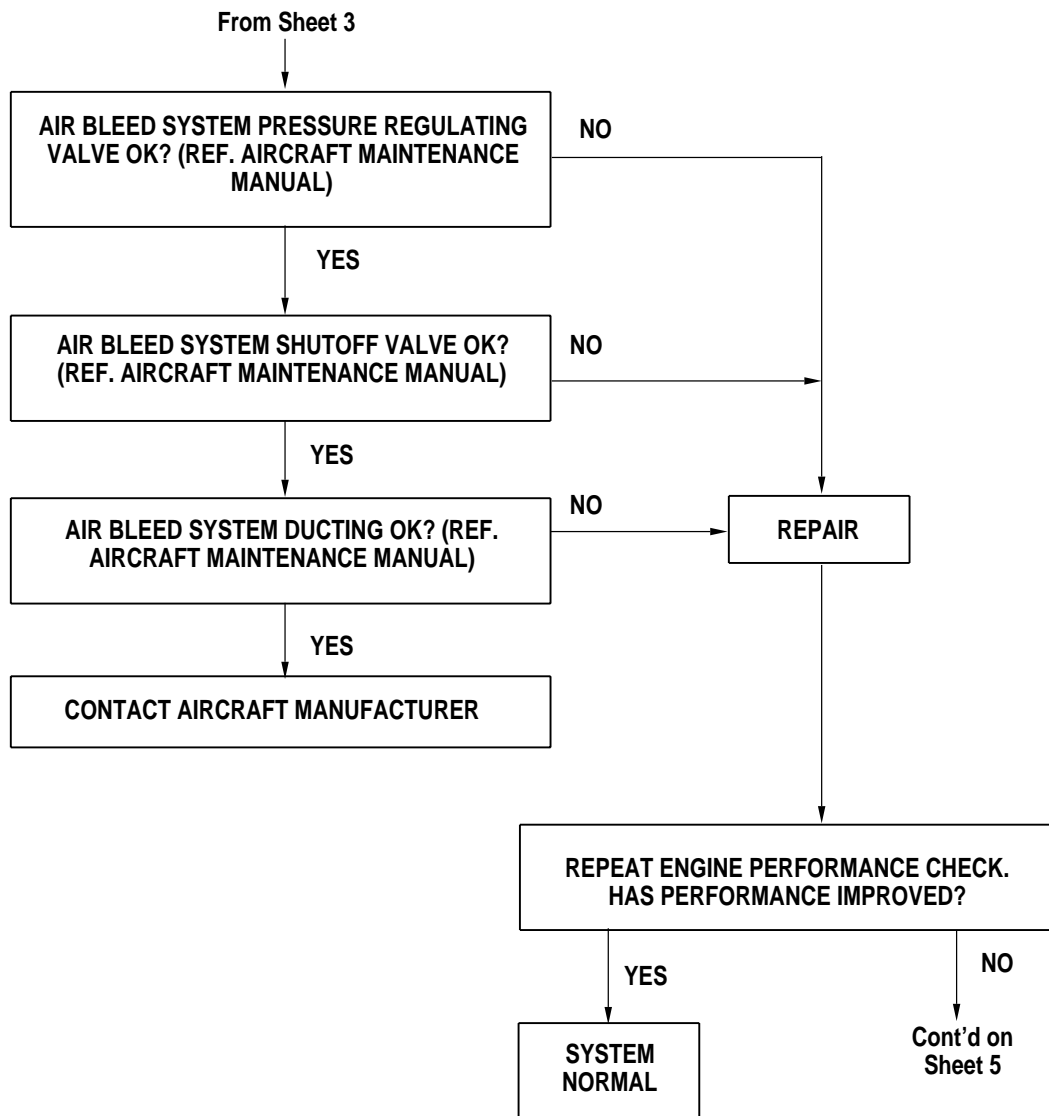 From Sheet 3
AIR BLEED SYSTEM PRESSURE REGULATING
VALVE OK? (REF. AIRCRAFT MAINTENANCE
MANUAL)
NO
YES
AIR BLEED SYSTEM SHUTOFF VALVE OK?
(REF. AIRCRAFT MAINTENANCE MANUAL)
NO
YES
AIR BLEED SYSTEM DUCTING OK? (REF.
AIRCRAFT MAINTENANCE MANUAL)
NO
REPAIR
YES
CONTACT AIRCRAFT MANUFACTURER
REPEAT ENGINE PERFORMANCE CHECK.
HAS PERFORMANCE IMPROVED?
YES
NO
SYSTEM
NORMAL
Cont’d on
Sheet 5